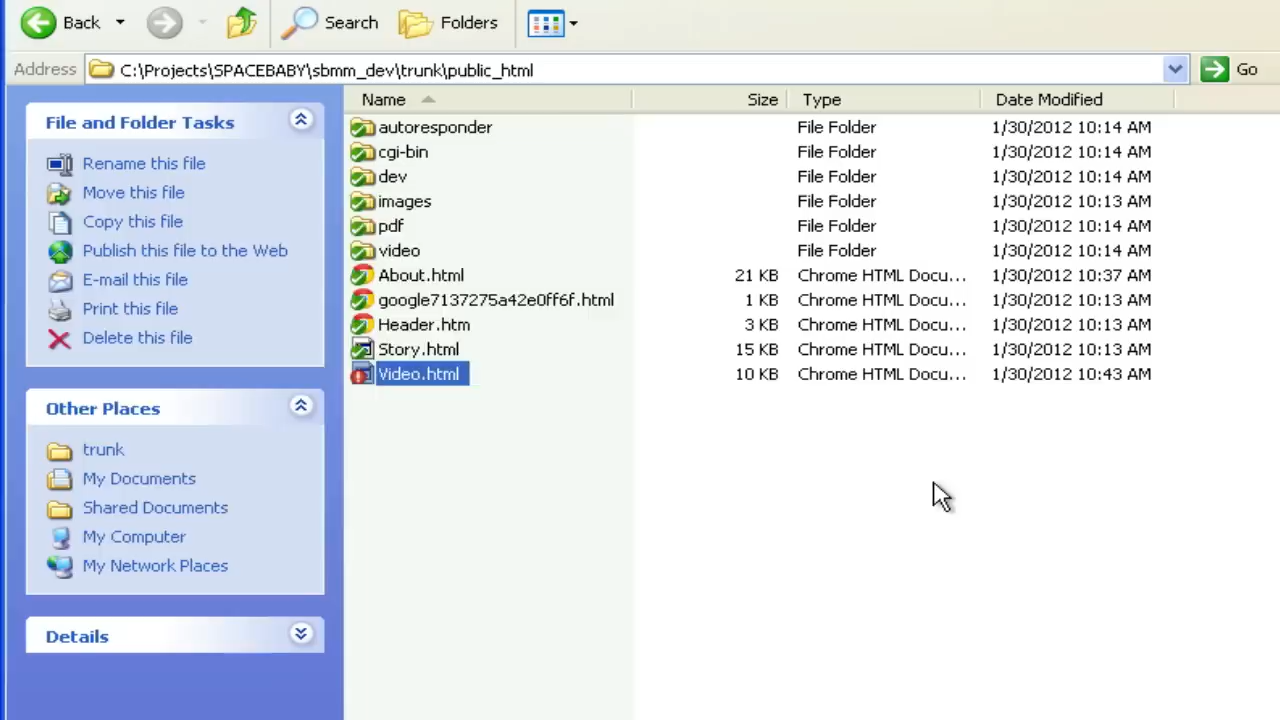 Back Search Folders
Address C:\Projects\SPACEBABY\sbmm_dev\trunk\public_html Go
File and Folder Tasks
Rename this file
Move this file
Copy this file
Publish this file to the Web
E-mail this file
Print this file
Delete this file
Other Places
trunk
My Documents
Shared Documents
My Computer
My Network Places
Details
Name Size Type Date Modified
autoresponder File Folder 1/30/2012 10:14 AM
cgi-bin File Folder 1/30/2012 10:14 AM
dev File Folder 1/30/2012 10:14 AM
images File Folder 1/30/2012 10:13 AM
pdf File Folder 1/30/2012 10:14 AM
video File Folder 1/30/2012 10:14 AM
About.html 21 KB Chrome HTML Docu... 1/30/2012 10:37 AM
google7137275a42e0ff6f.html 1 KB Chrome HTML Docu... 1/30/2012 10:13 AM
Header.htm 3 KB Chrome HTML Docu... 1/30/2012 10:13 AM
Story.html 15 KB Chrome HTML Docu... 1/30/2012 10:13 AM
Video.html 10 KB Chrome HTML Docu... 1/30/2012 10:43 AM